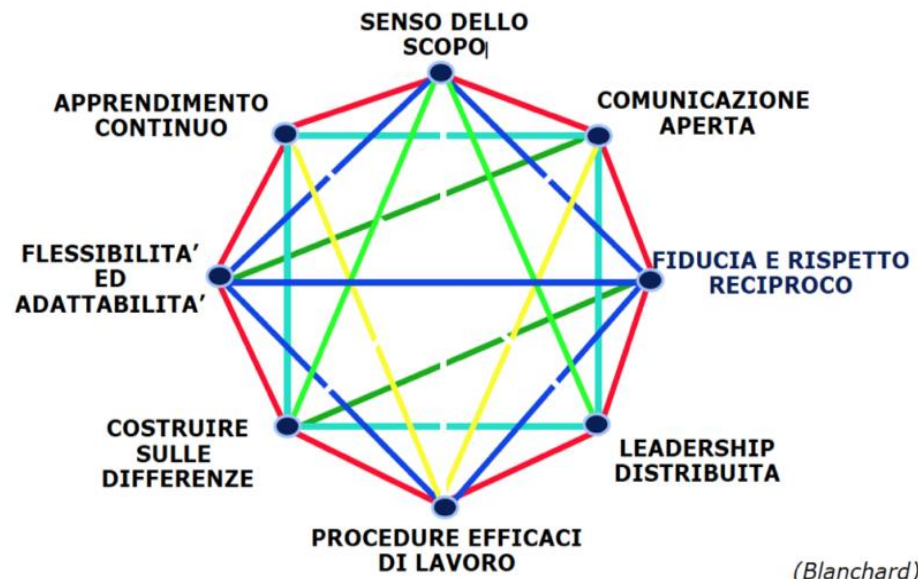 SENSO DELLO
SCOPO
APPRENDIMENTO
CONTINUO
COMUNICAZIONE
APERTA
FLESSIBILITA'
ED
ADATTABILITA'
FIDUCIA E RISPETTO
RECIPROCO
COSTRUIRE
SULLE
DIFFERENZE
LEADERSHIP
DISTRIBUITA
PROCEDURE EFFICACI
DI LAVORO
(Blanchard)